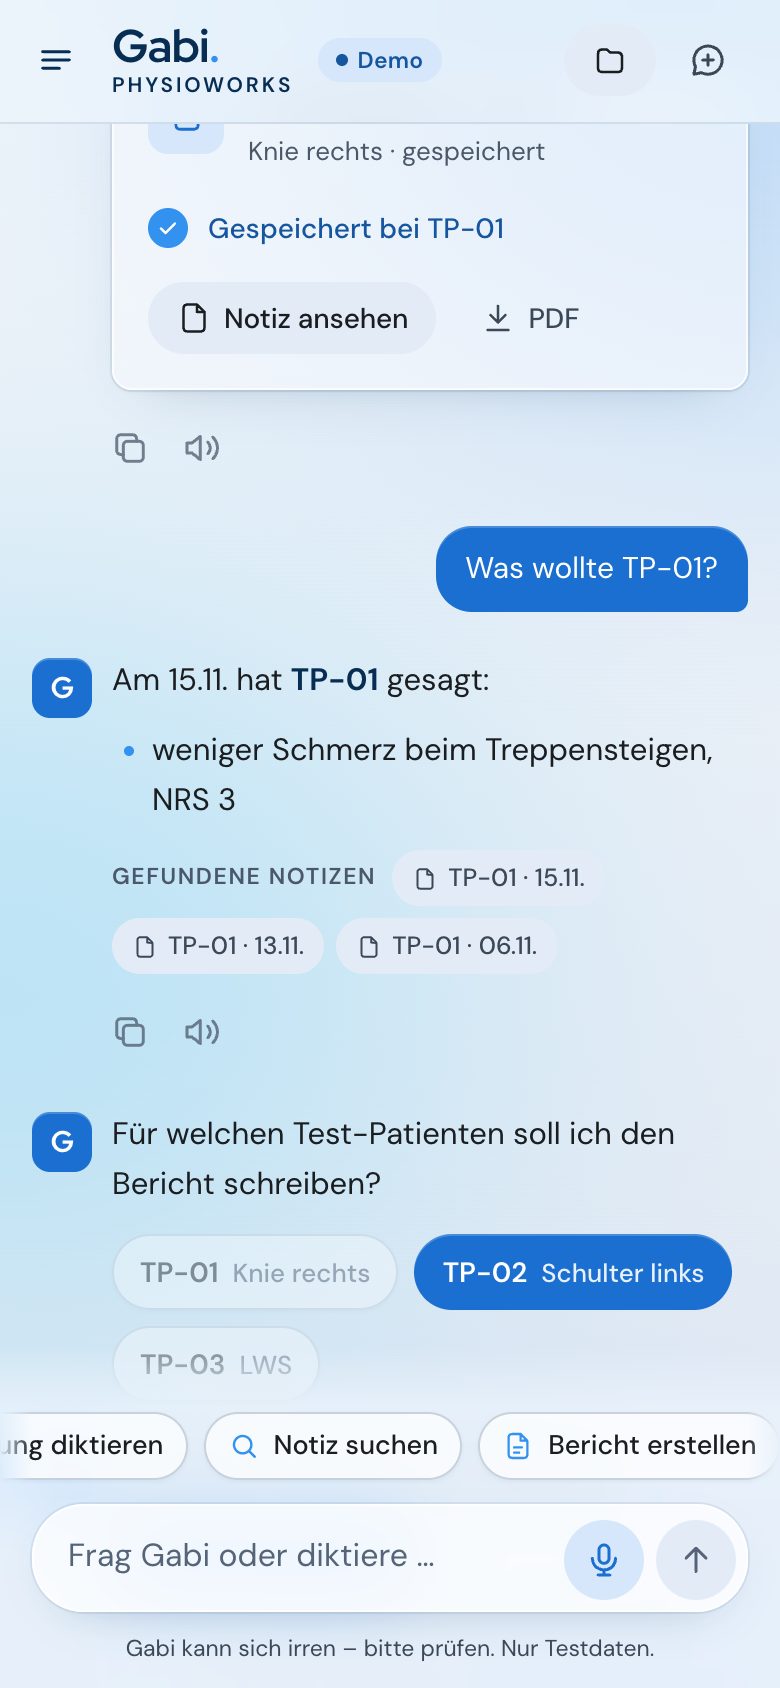 Gabi.
PHYSIOWORKS
Demo
Knie rechts · gespeichert
Gespeichert bei TP-01
Notiz ansehen
PDF
Was wollte TP-01?
G
Am 15.11. hat TP-01 gesagt:
weniger Schmerz beim Treppensteigen,
NRS 3
GEFUNDENE NOTIZEN
TP-01 · 15.11.
TP-01 · 13.11.
TP-01 · 06.11.
G
Für welchen Test-Patienten soll ich den
Bericht schreiben?
TP-01 Knie rechts
TP-02 Schulter links
TP-03 LWS
ung diktieren
Notiz suchen
Bericht erstellen
Frag Gabi oder diktiere ...
Gabi kann sich irren – bitte prüfen. Nur Testdaten.